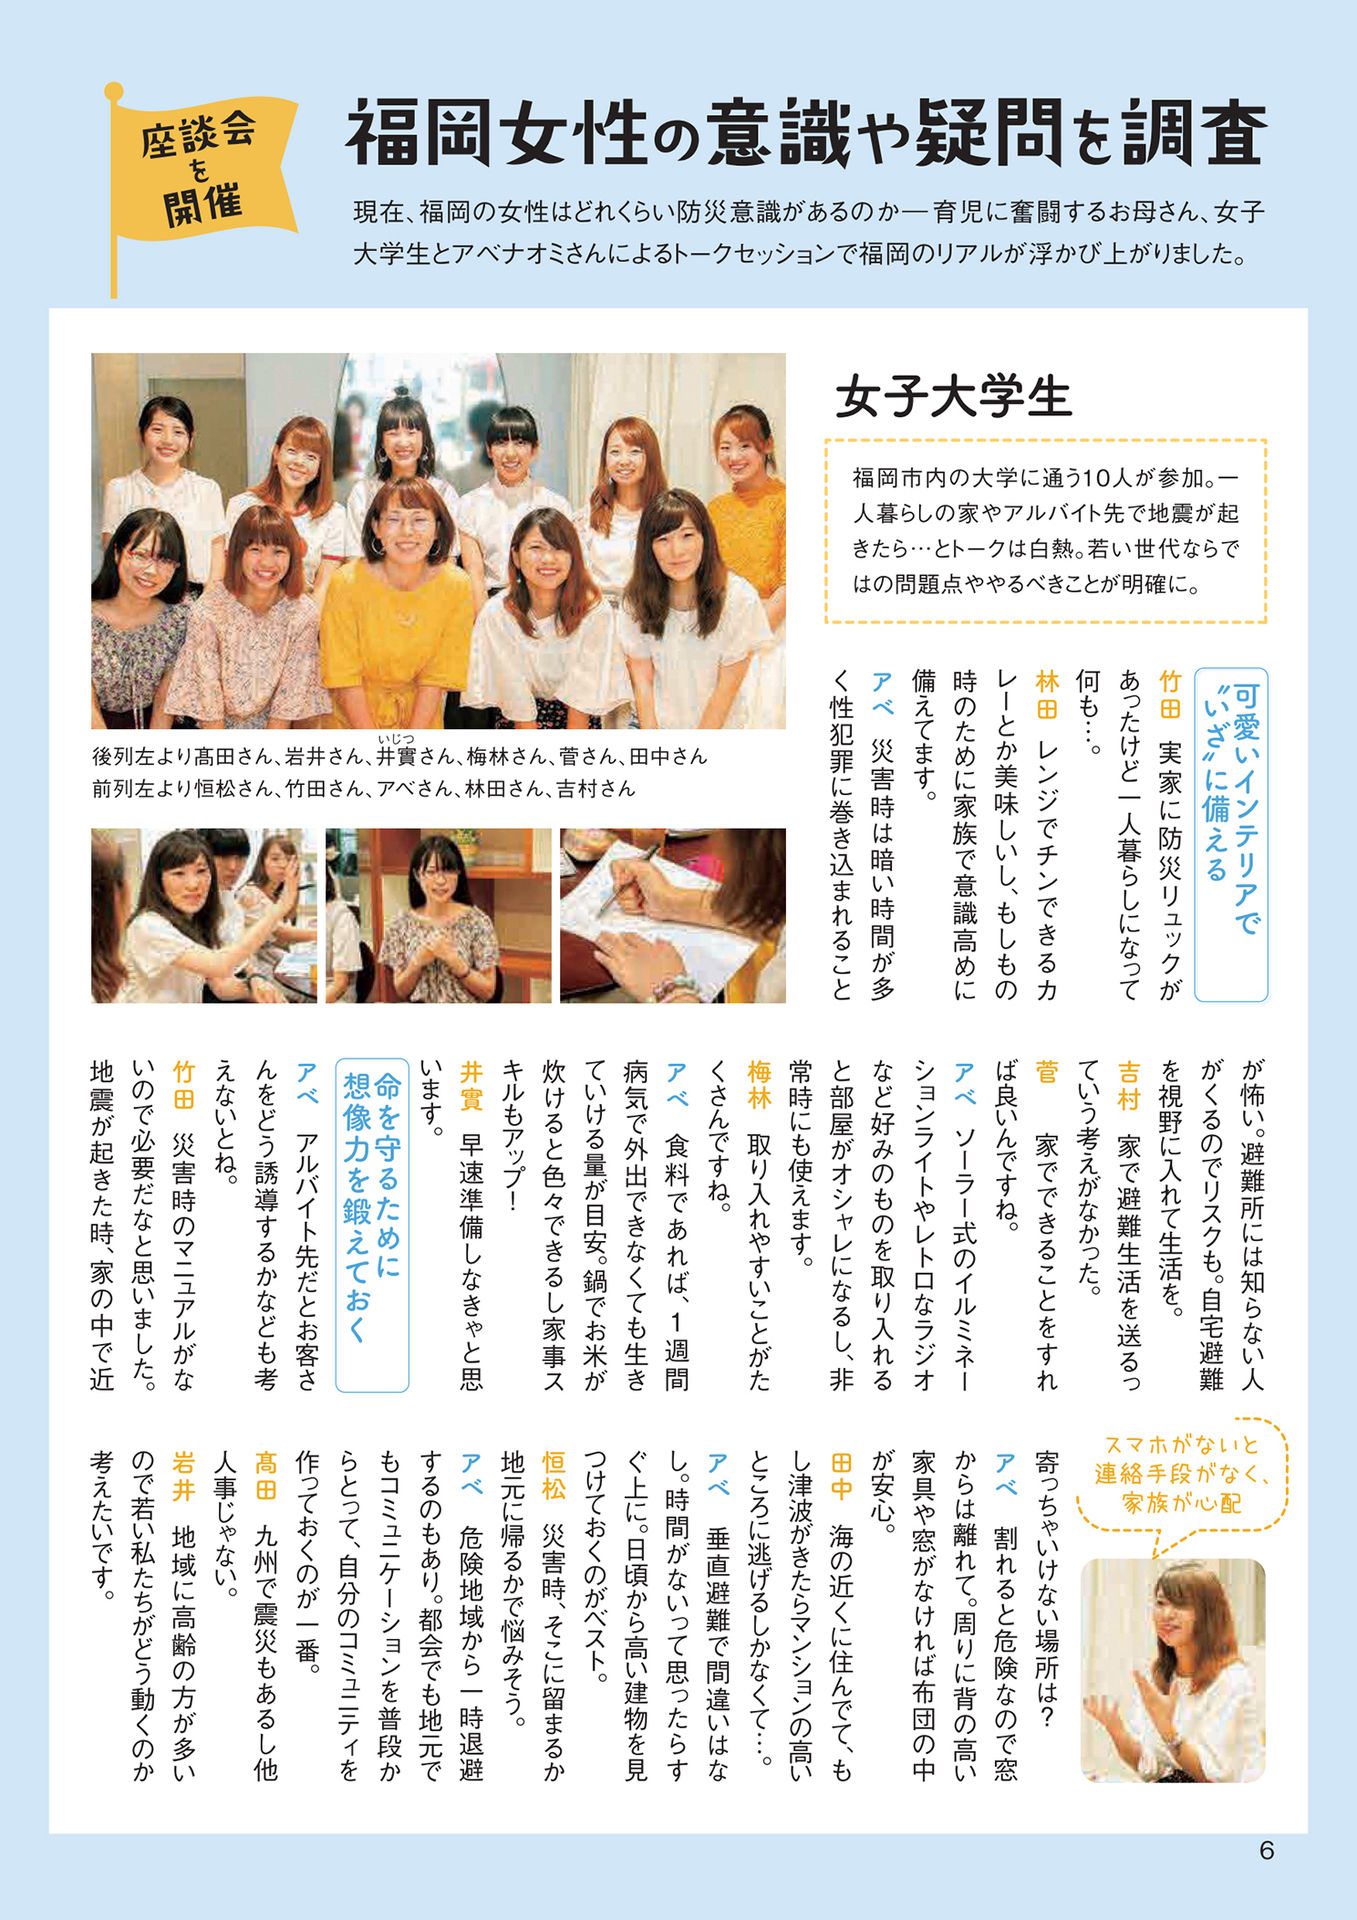 座談会
を
開催
福岡女性の意識や疑問を調査
現在、福岡の女性はどれくらい防災意識があるのか―育児に奮闘するお母さん、女子
大学生とアベナオミさんによるトークセッションで福岡のリアルが浮かび上がりました。
後列左より髙田さん、岩井さん、井實さん、梅林さん、菅さん、田中さん
いじつ
前列左より恒松さん、竹田さん、アベさん、林田さん、吉村さん
女子大学生
福岡市内の大学に通う10人が参加。一
人暮らしの家やアルバイト先で地震が起
きたら…とトークは白熱。若い世代なら で
はの問題点ややるべきことが明確に。
可愛いインテリアで
〝いざ〟に備える
竹田　実家に防災リュックが
あったけど一人暮らしになって
何も…。
林田　レンジでチンできるカ
レーとか美味しいし、もしもの
時のために家族で意識高めに
備えてます。
アベ　災害時は暗い時間が多
く性犯罪に巻き込まれること
が怖い。避難所には知らない人
がくるのでリスクも。自宅避難
を視野に入れて生活を。
吉村　家で避難生活を送るっ
ていう考えがなかった。
菅　　家でできることをすれ
ば良いんですね。
アベ　ソーラー式のイルミネー
ションライトやレトロなラジオ
など好みのものを取り入れる
と部屋がオシャレになるし、非
常時にも使えます。
梅林　取り入れやすいことがた
くさんですね。
アベ　食料であれば、1週間
病気で外出できなくても生き
ていける量が目安。鍋でお米が
炊けると色々できるし家事ス
キルもアップ！
井實　早速準備しなきゃと思
います。
命を守るために
想像力を鍛えておく
アベ　アルバイト先だとお客さ
んをどう誘導するかなども考
えないとね。
竹田　災害時のマニュアルがな
いので必要だなと思いました。
地震が起きた時、家の中で近
寄っちゃいけない場所は？
アベ　割れると危険なので窓
からは離れて。周りに背の高い
家具や窓がなければ布団の中
が安心。
田中　海の近くに住んでて、も
し津波がきたらマンションの高い
ところに逃げるしかなくて…。
アベ　垂直避難で間違いはな
し。時間がないって思ったらす
ぐ上に。日頃から高い建物を見
つけておくのがベスト。
恒松　災害時、そこに留まるか
地元に帰るかで悩みそう。
アベ　危険地域から一時退避
するのもあり。都会でも地元で
もコミュニケーションを普段か
らとって、自分のコミュニティを
作っておくのが一番。
髙田　九州で震災もあるし他
人事じゃない。
岩井　地域に高齢の方が多い
ので若い私たちがどう動くのか
考えたいです。
スマホがないと
連絡手段がなく、
家族が心配
6